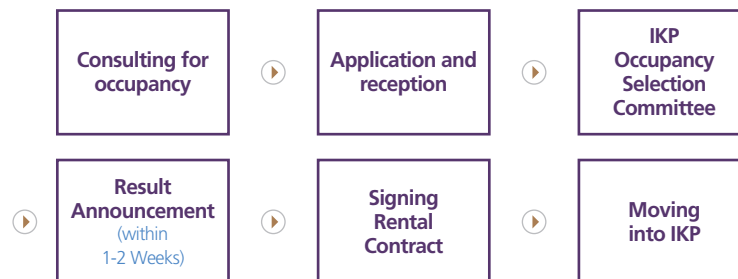 Consulting for
occupancy
Application and
reception
IKP
Occupancy
Selection
Committee
Result
Announcement
(within
1-2 Weeks)
Signing
Rental
Contract
Moving
into IKP